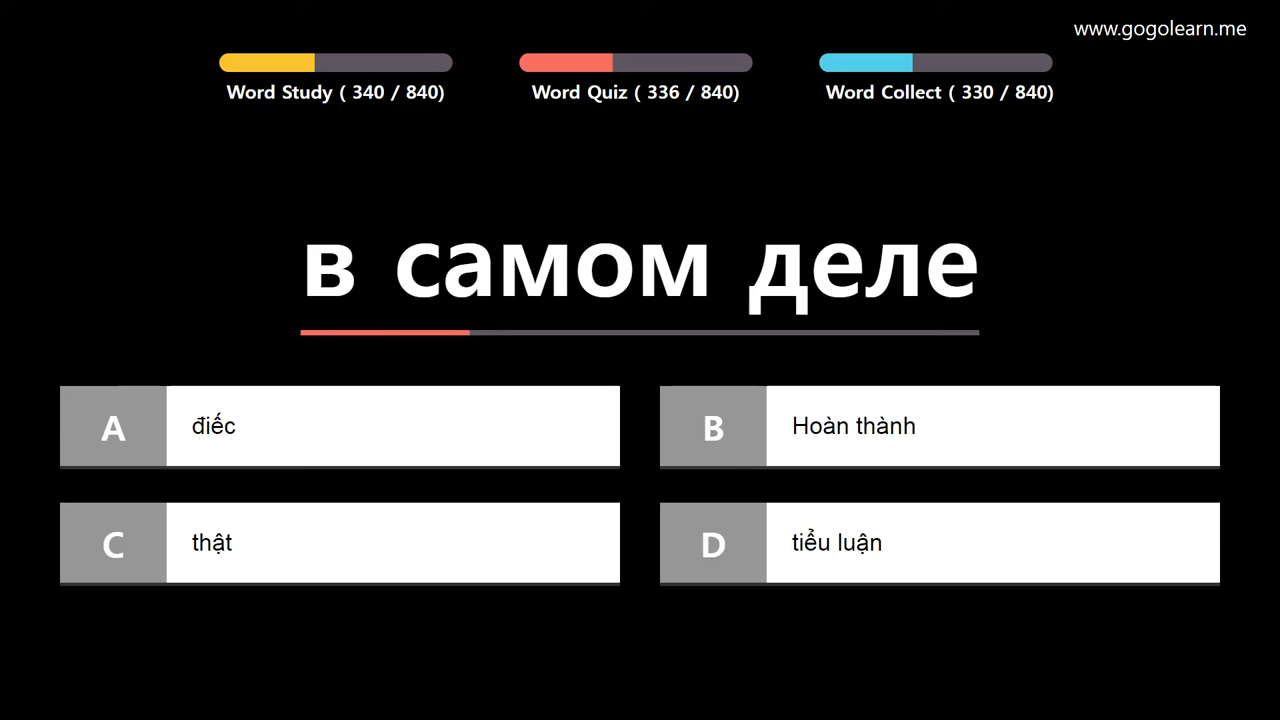 www.gogolearn.me
Word Study ( 340 / 840)
Word Quiz ( 336 / 840)
Word Collect ( 330 / 840)
в самом деле
A điếc
B Hoàn thành
C thật
D tiểu luận